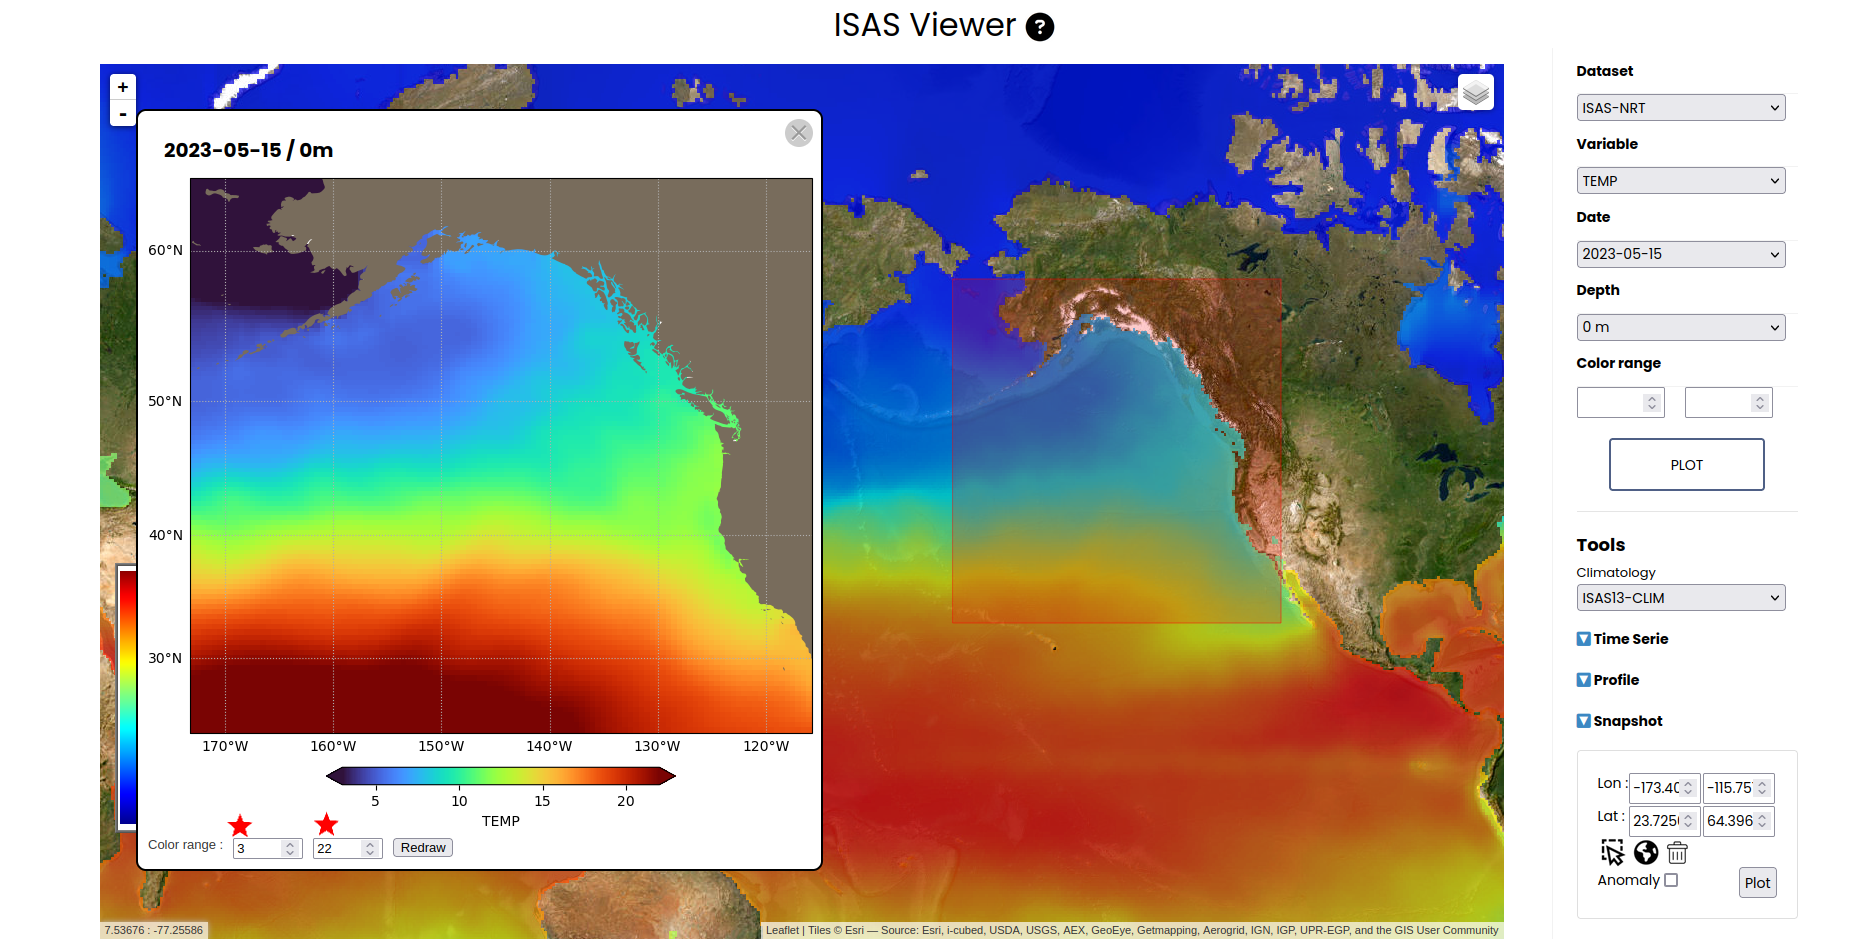 ISAS Viewer ?
+
-
2023-05-15 / 0m
60°N
50°N
40°N
30°N
170°W 160°W 150°W 140°W 130°W 120°W
5 10 15 20
TEMP
Color range : 3 22 Redraw
7.53676 : -77.25586
Leaflet | Tiles © Esri — Source: Esri, i-cubed, USDA, USGS, AEX, GeoEye, Getmapping, Aerogrid, IGN, IGP, UPR-EGP, and the GIS User Community
Dataset
ISAS-NRT
Variable
TEMP
Date
2023-05-15
Depth
0 m
Color range
PLOT
Tools
Climatology
ISAS13-CLIM
Time Serie
Profile
Snapshot
Lon : -173.40 -115.75
Lat : 23.725 64.396
Anomaly
Plot